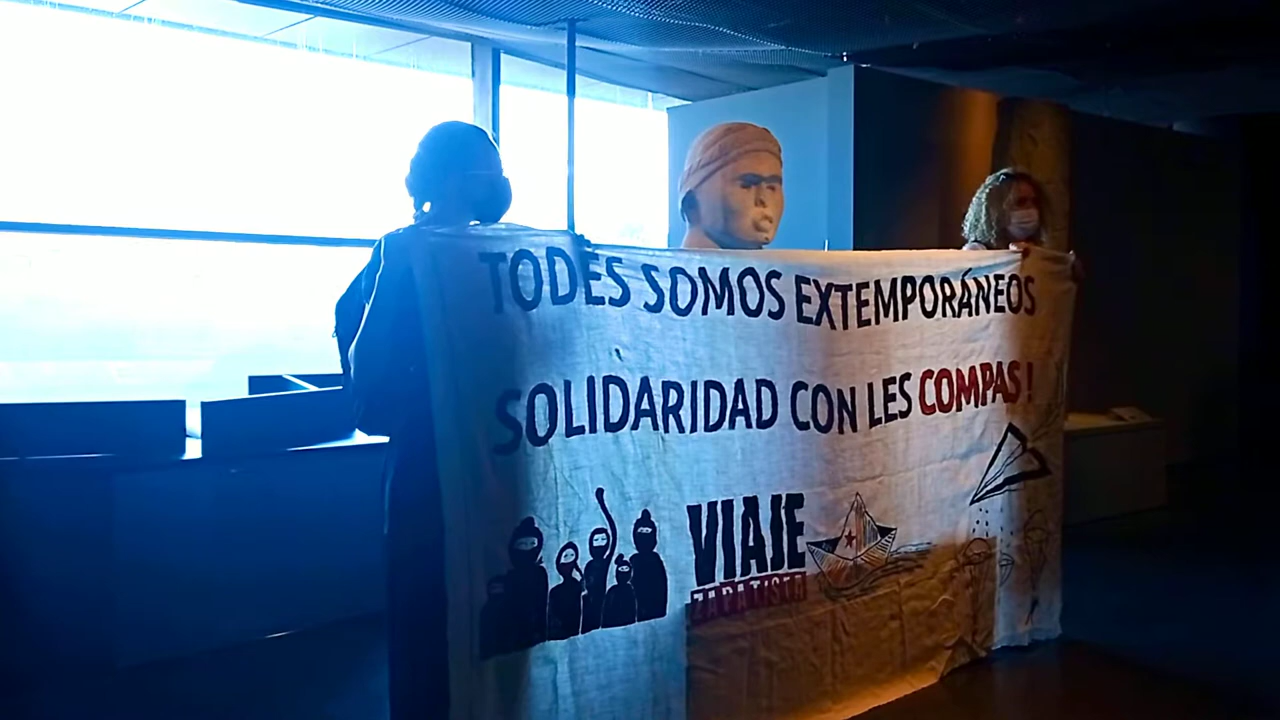 TODES SOMOS EXTEMPORÁNEOS
SOLIDARIDAD CON LES COMPAS!
VIAJE
ZAPATISTA